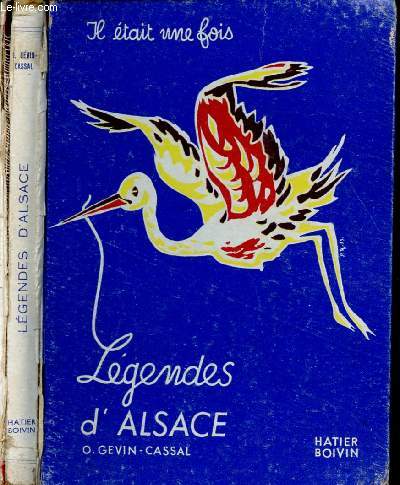 Il était une fois
Légendes
d'ALSACE
O. GEVIN-CASSAL
HATIER
BOIVIN
GÉVIN-
CASSAL
LÉGENDES D'ALSACE
HATIER
BOIVIN
Le-livre.com